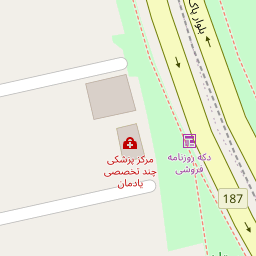 بلوار پاک
دکه روزنامه
فروشی
مرکز پزشکی
چند تخصصی
یادمان
187